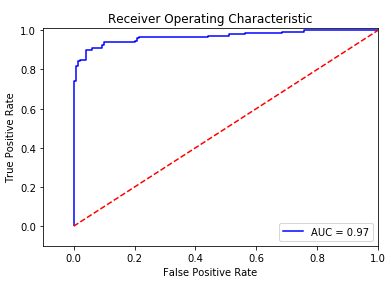 Receiver Operating Characteristic
1.0
0.8
0.6
0.4
0.2
0.0
True Positive Rate
AUC = 0.97
0.0 0.2 0.4 0.6 0.8 1.0
False Positive Rate